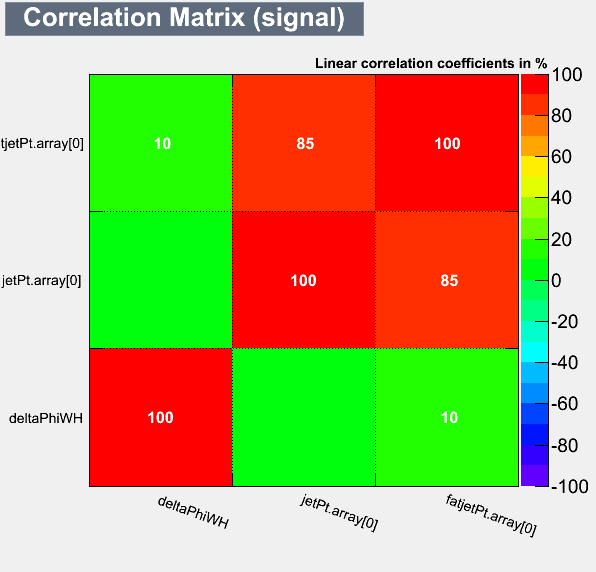 Correlation Matrix (signal)
Linear correlation coefficients in %
100
80
60
40
20
0
-20
-40
-60
-80
-100
tjetPt.array[0]
10 85 100
jetPt.array[0]
100 85
deltaPhiWH
100 10
deltaPhiWH
jetPt.array[0]
fatjetPt.array[0]